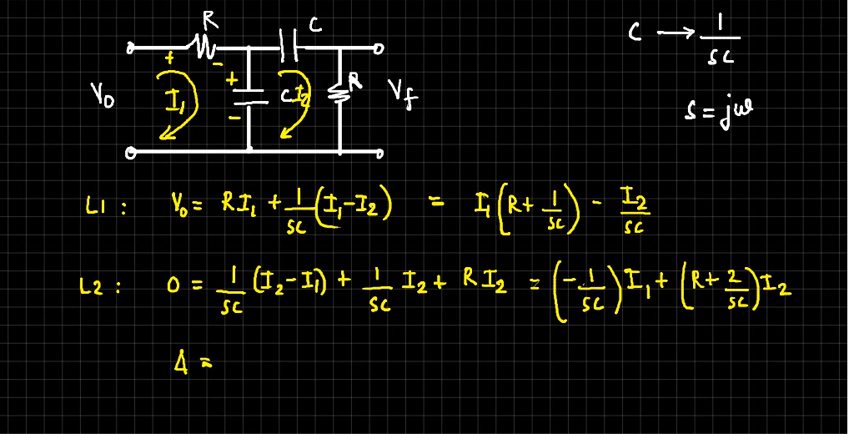 R C
C → 1/sC
+ - +
V₀ I₁ C I₂ R V_f
-
s = jω
L1 : V₀ = RI₁ + 1/sC (I₁-I₂) = I₁(R + 1/sC) - I₂/sC
L2 : 0 = 1/sC (I₂-I₁) + 1/sC I₂ + RI₂ = (-1/sC)I₁ + (R + 2/sC)I₂
Δ =